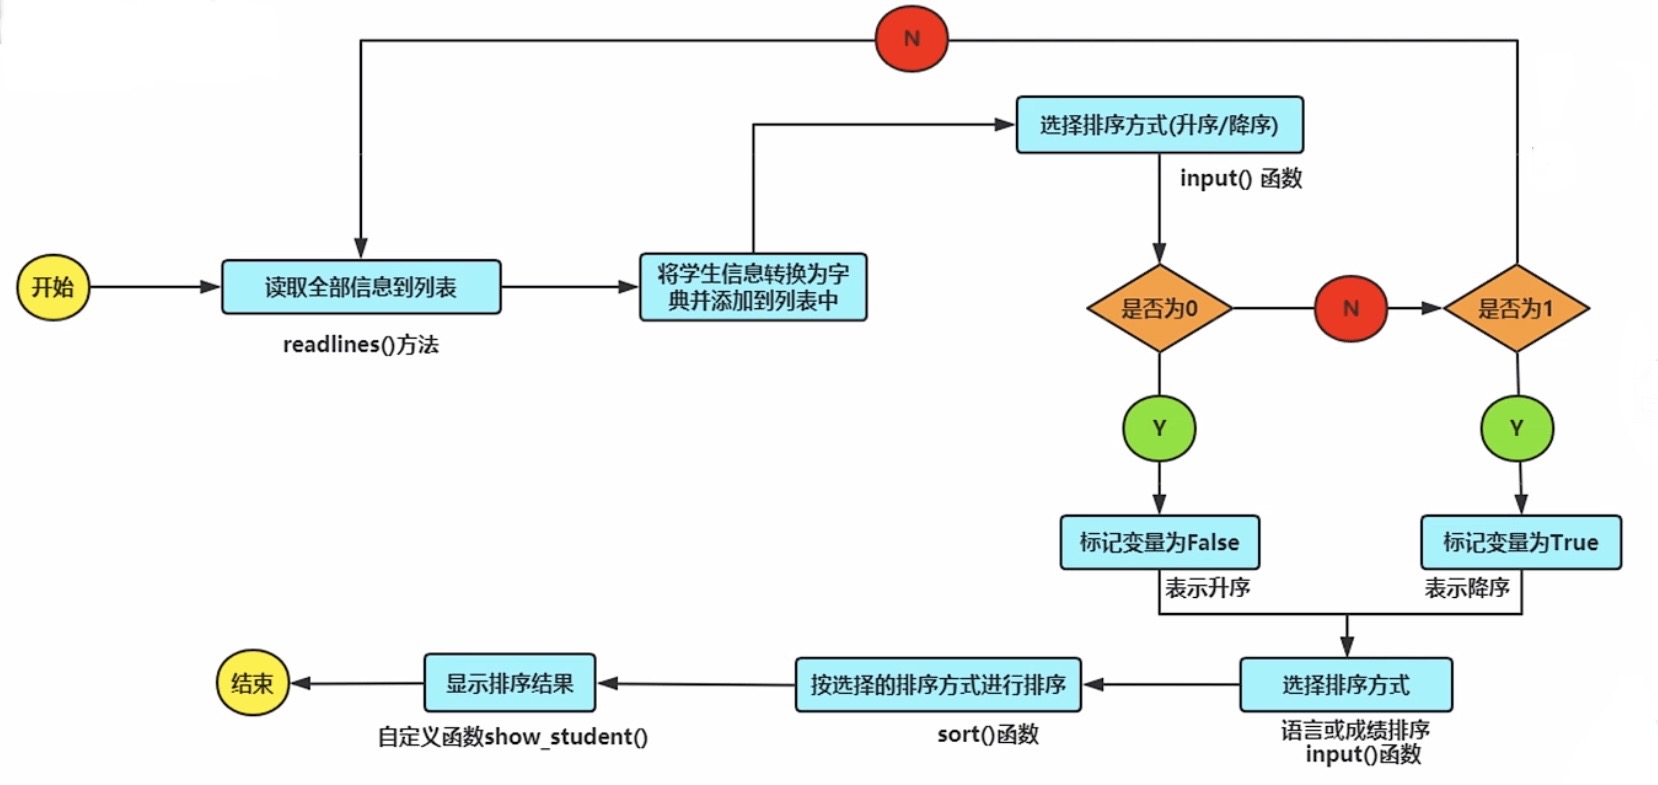 N
选择排序方式(升序/降序)
input() 函数
开始
读取全部信息到列表
readlines()方法
将学生信息转换为字
典并添加到列表中
是否为0
N
是否为1
Y
Y
标记变量为False
表示升序
标记变量为True
表示降序
选择排序方式
语言或成绩排序
input()函数
按选择的排序方式进行排序
sort()函数
显示排序结果
自定义函数show_student()
结束